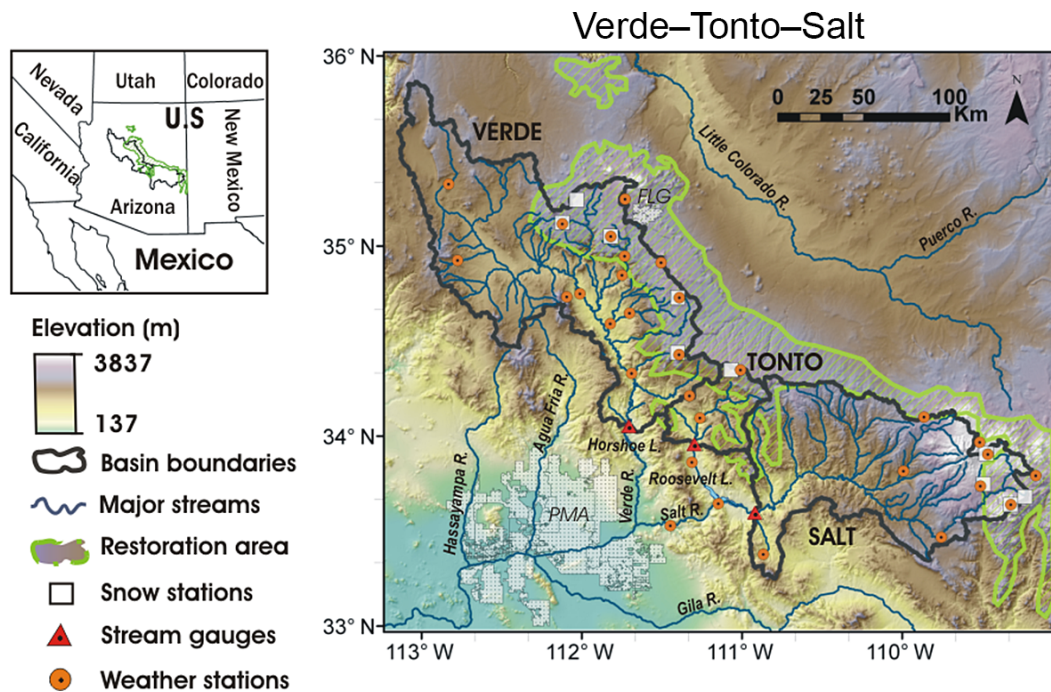 Verde–Tonto–Salt
Nevada
Utah
Colorado
U.S
California
New Mexico
Arizona
Mexico
Elevation (m)
3837
137
Basin boundaries
Major streams
Restoration area
Snow stations
Stream gauges
Weather stations
36° N
35° N
34° N
33° N
113° W
112° W
111° W
110° W
0 25 50 100
Km
N
VERDE
FLG
Little Colorado R.
Puerco R.
TONTO
Horshoe L.
Roosevelt L.
Agua Fria R.
Hassayampa R.
Verde R.
Salt R.
PMA
SALT
Gila R.